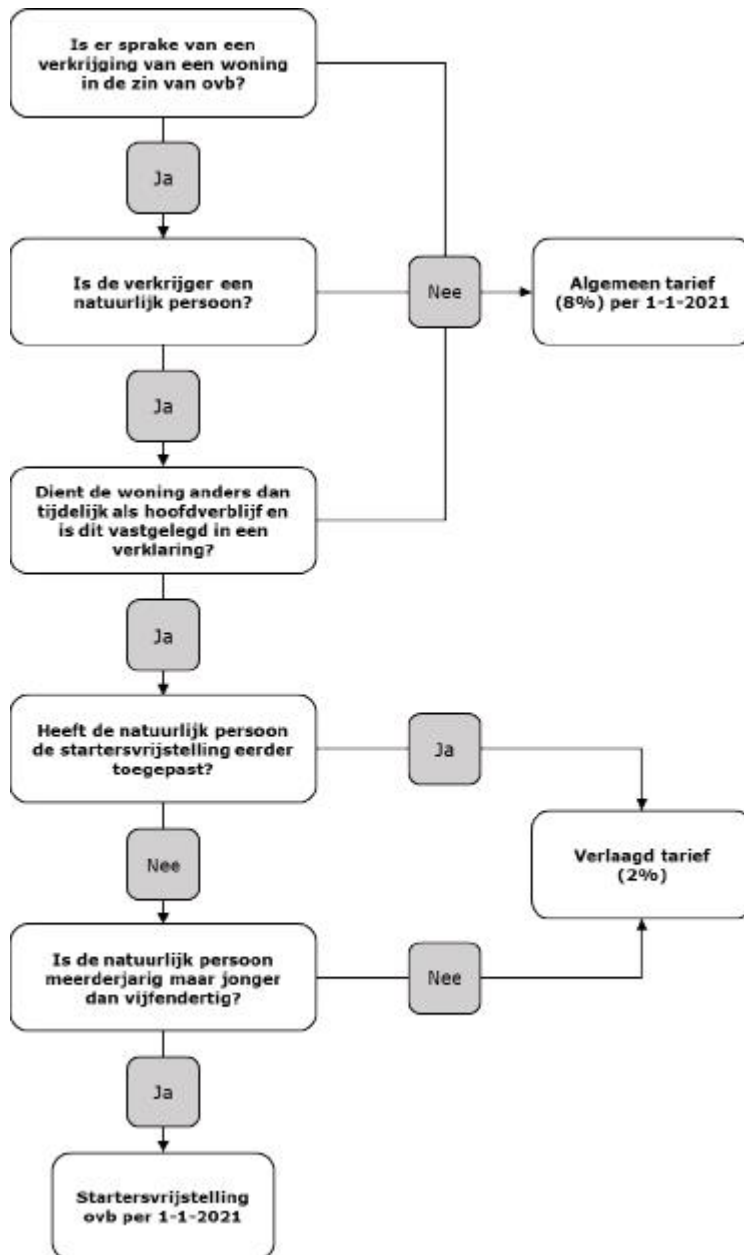 Is er sprake van een
verkrijging van een woning
in de zin van ovb?
Ja
Is de verkrijger een
natuurlijk persoon?
Nee
Algemeen tarief
(8%) per 1-1-2021
Ja
Dient de woning anders dan
tijdelijk als hoofdverblijf en
is dit vastgelegd in een
verklaring?
Ja
Heeft de natuurlijk persoon
de startersvrijstelling eerder
toegepast?
Ja
Verlaagd tarief
(2%)
Nee
Is de natuurlijk persoon
meerderjarig maar jonger
dan vijfendertig?
Nee
Ja
Startersvrijstelling
ovb per 1-1-2021